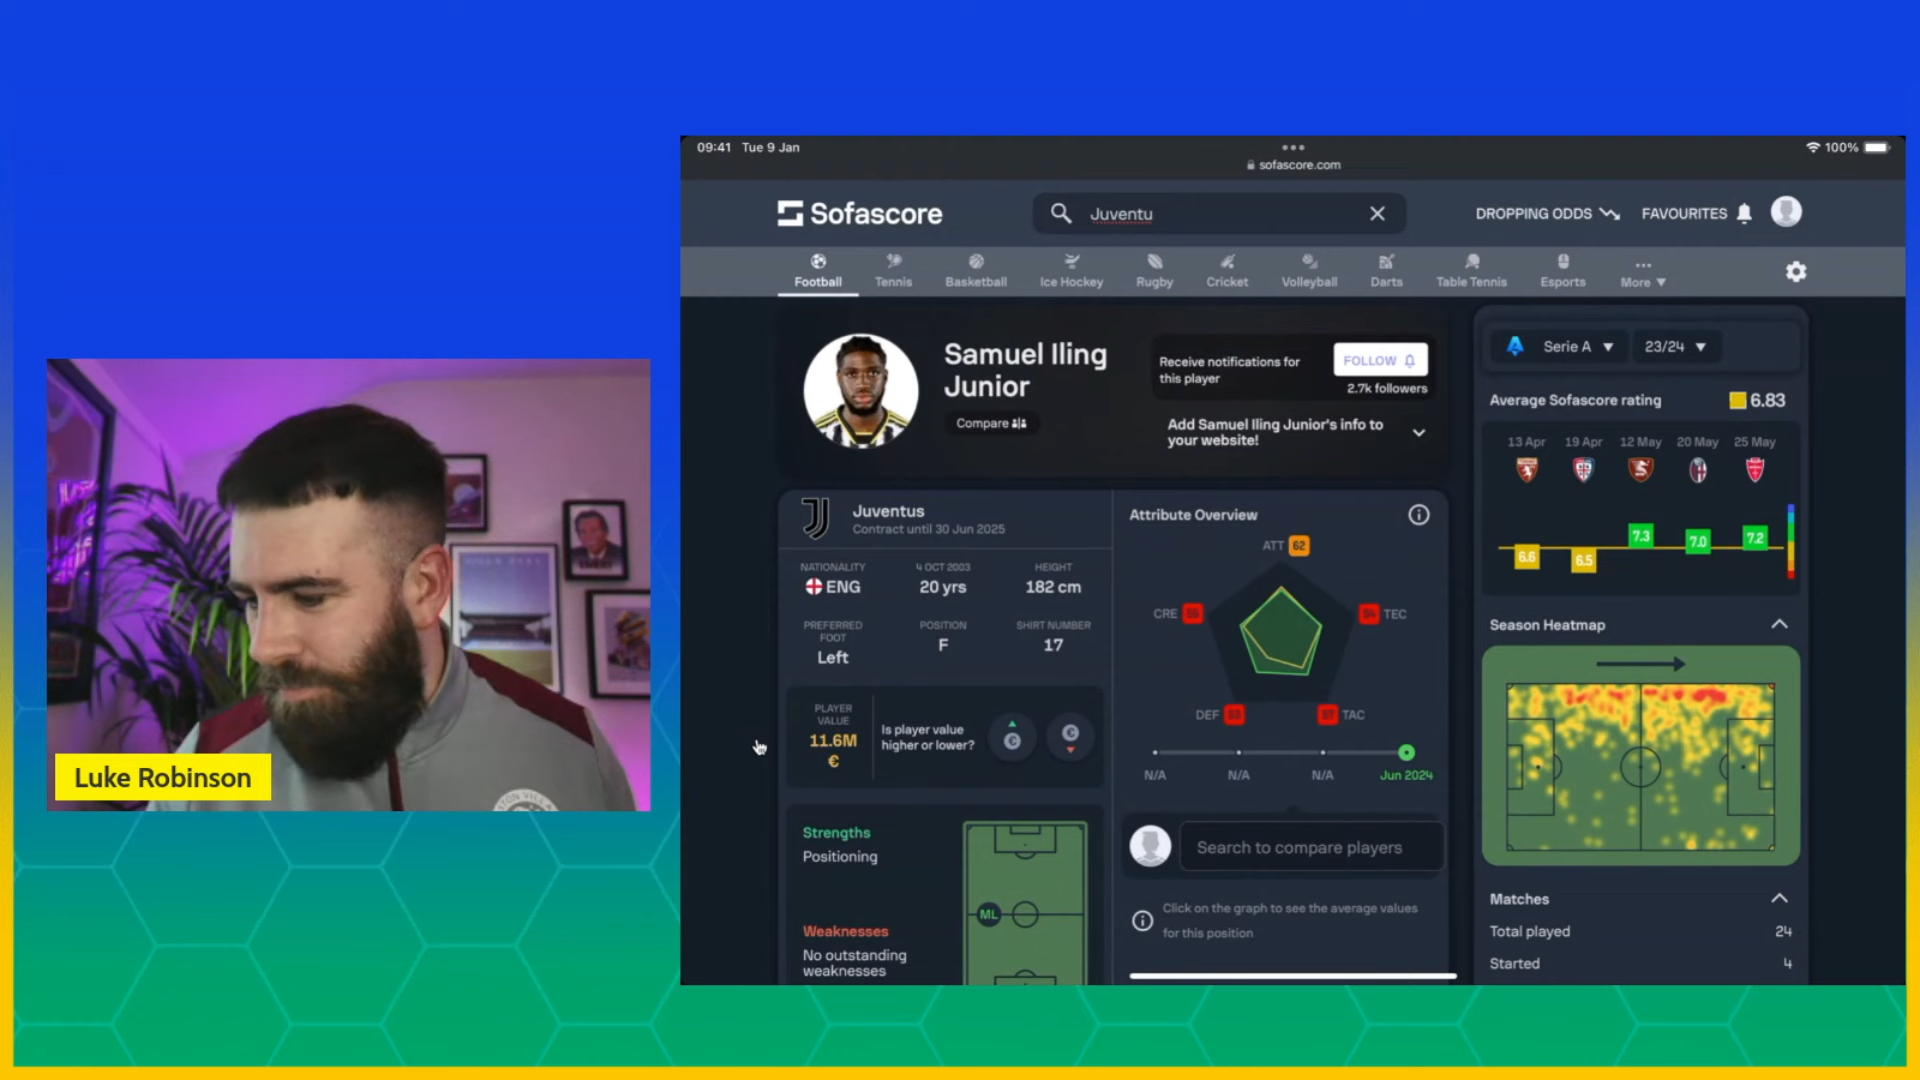 09:41 Tue 9 Jan
sofascore.com
100%
Sofascore
Juventu
DROPPING ODDS
FAVOURITES
Football
Tennis
Basketball
Ice Hockey
Rugby
Cricket
Volleyball
Darts
Table Tennis
Esports
More
Samuel Iling
Junior
Compare
Receive notifications for
this player
FOLLOW
2.7k followers
Add Samuel Iling Junior's info to
your website!
Juventus
Contract until 30 Jun 2025
NATIONALITY
ENG
4 OCT 2003
20 yrs
HEIGHT
182 cm
PREFERRED
FOOT
Left
POSITION
F
SHIRT NUMBER
17
PLAYER
VALUE
11.6M
€
Is player value
higher or lower?
Strengths
Positioning
Weaknesses
No outstanding
weaknesses
ML
Attribute Overview
ATT 62
CRE
TEC
DEF
TAC
N/A
N/A
N/A
Jun 2024
Search to compare players
Click on the graph to see the average values
for this position
Serie A
23/24
Average Sofascore rating
6.83
13 Apr
19 Apr
12 May
20 May
25 May
6.6
6.5
7.3
7.0
7.2
Season Heatmap
Matches
Total played
24
Started
4
Luke Robinson